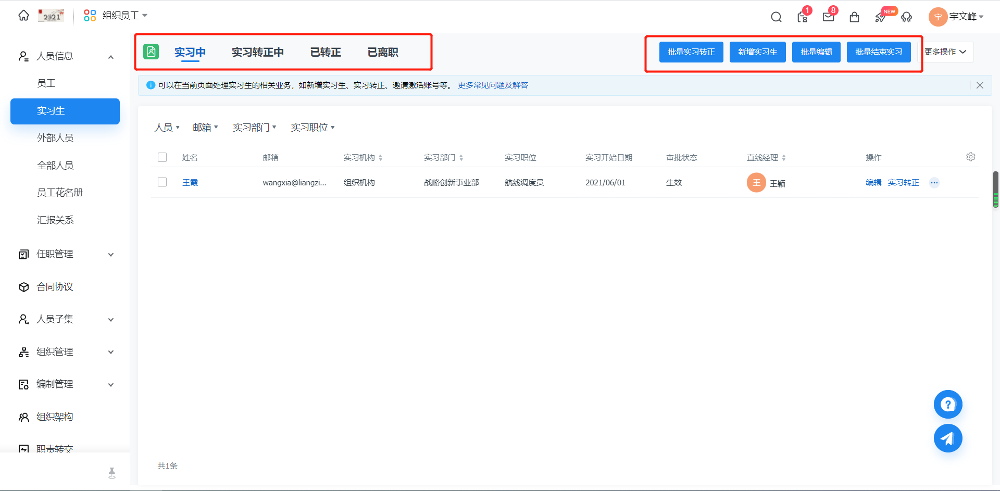 2021 组织员工
1 8 NEW 宇 宇文峰
人员信息
员工
实习生
外部人员
全部人员
员工花名册
汇报关系
任职管理
合同协议
人员子集
组织管理
编制管理
组织架构
职责转交
实习中 实习转正中 已转正 已离职
批量实习转正 新增实习生 批量编辑 批量结束实习 更多操作
可以在当前页面处理实习生的相关业务，如新增实习生、实习转正、邀请激活账号等。 更多常见问题及解答
人员 邮箱 实习部门 实习职位
姓名 邮箱 实习机构 实习部门 实习职位 实习开始日期 审批状态 直线经理 操作
王霞 wangxia@liangzi... 组织机构 战略创新事业部 航线调度员 2021/06/01 生效 王 王颖 编辑 实习转正 ...
共1条